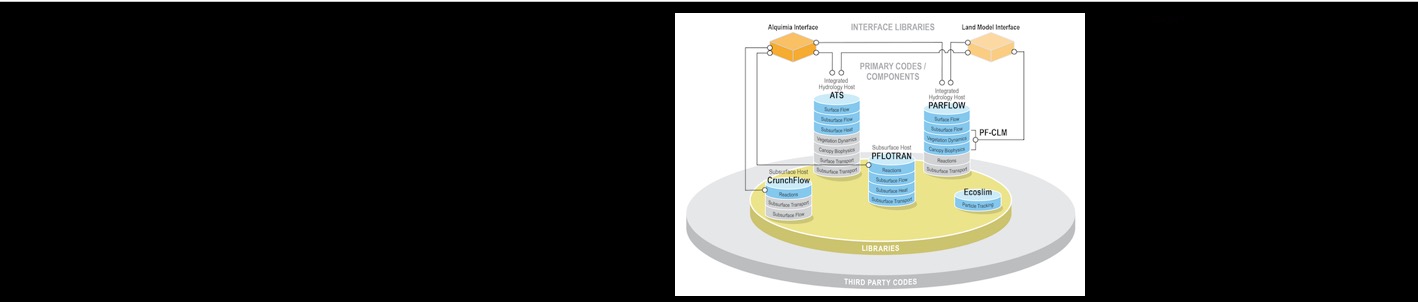 Alquimia Interface
INTERFACE LIBRARIES
Land Model Interface
PRIMARY CODES /
COMPONENTS
Integrated
Hydrology Host
ATS
Surface Flow
Subsurface Flow
Subsurface Heat
Vegetation Dynamics
Canopy Biophysics
Surface Transport
Subsurface Transport
Integrated
Hydrology Host
PARFLOW
Surface Flow
Subsurface Flow
Vegetation Dynamics
Canopy Biophysics
Reactions
Subsurface Transport
PF-CLM
Subsurface Host
PFLOTRAN
Reactions
Subsurface Flow
Subsurface Heat
Subsurface Transport
Subsurface Host
CrunchFlow
Reactions
Subsurface Transport
Subsurface Flow
Ecoslim
Particle Tracking
LIBRARIES
THIRD PARTY CODES